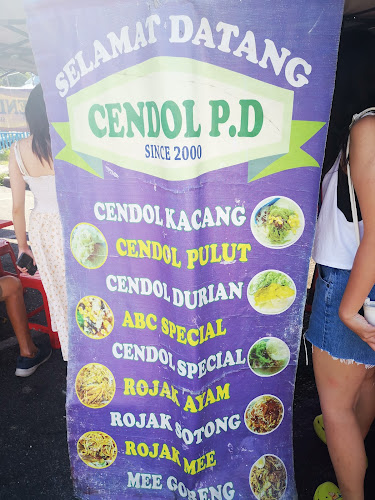 SELAMAT DATANG
CENDOL P.D
SINCE 2000
CENDOL KACANG
CENDOL PULUT
CENDOL DURIAN
ABC SPECIAL
CENDOL SPECIAL
ROJAK AYAM
ROJAK SOTONG
ROJAK MEE
MEE GORENG